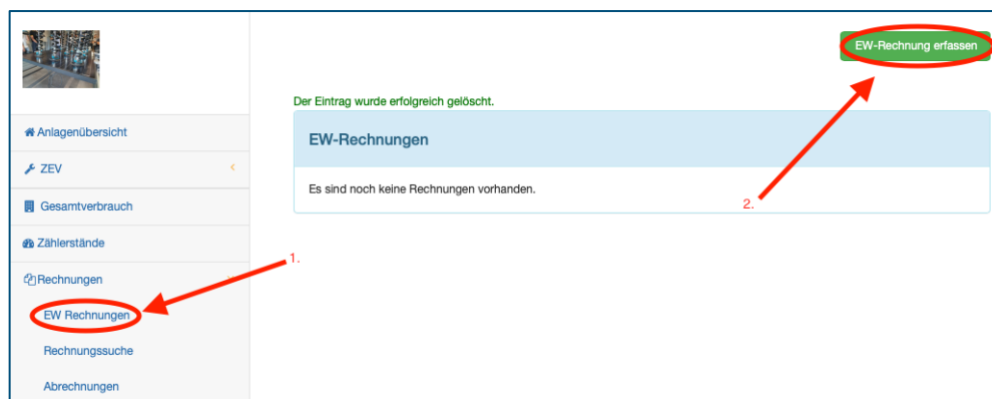 EW-Rechnung erfassen
Der Eintrag wurde erfolgreich gelöscht.
Anlagenübersicht
EW-Rechnungen
ZEV
Es sind noch keine Rechnungen vorhanden.
Gesamtverbrauch
2.
Zählerstände
1.
Rechnungen
EW Rechnungen
Rechnungssuche
Abrechnungen